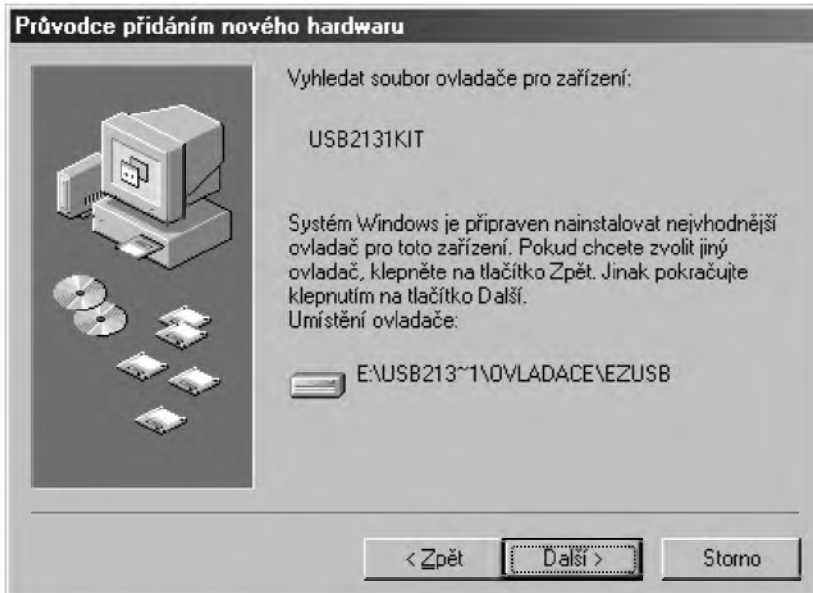 Průvodce přidáním nového hardwaru
Vyhledat soubor ovladače pro zařízení:
USB2131KIT
Systém Windows je připraven nainstalovat nejvhodnější
ovladač pro toto zařízení. Pokud chcete zvolit jiný
ovladač, klepněte na tlačítko Zpět. Jinak pokračujte
klepnutím na tlačítko Další.
Umístění ovladače:
E:\USB213~1\OVLADACE\EZUSB
< Zpět Další > Storno